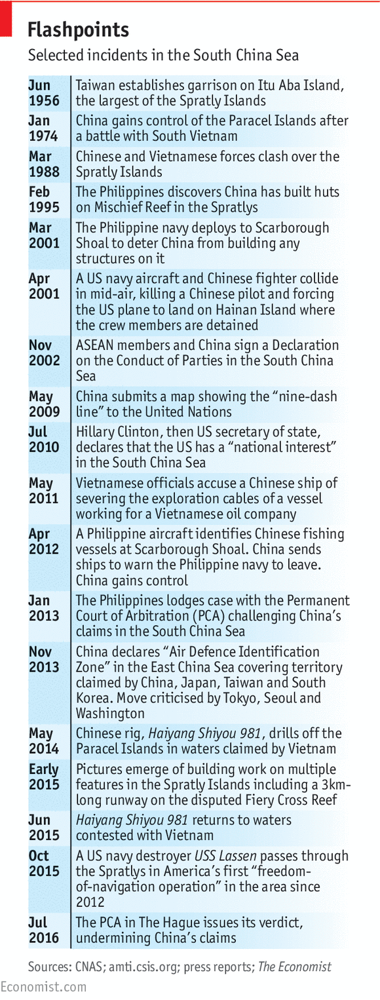 Flashpoints
Selected incidents in the South China Sea
Jun
1956
Taiwan establishes garrison on Itu Aba Island,
the largest of the Spratly Islands
Jan
1974
China gains control of the Paracel Islands after
a battle with South Vietnam
Mar
1988
Chinese and Vietnamese forces clash over the
Spratly Islands
Feb
1995
The Philippines discovers China has built huts
on Mischief Reef in the Spratlys
Mar
2001
The Philippine navy deploys to Scarborough
Shoal to deter China from building any
structures on it
Apr
2001
A US navy aircraft and Chinese fighter collide
in mid-air, killing a Chinese pilot and forcing
the US plane to land on Hainan Island where
the crew members are detained
Nov
2002
ASEAN members and China sign a Declaration
on the Conduct of Parties in the South China
Sea
May
2009
China submits a map showing the “nine-dash
line” to the United Nations
Jul
2010
Hillary Clinton, then US secretary of state,
declares that the US has a “national interest”
in the South China Sea
May
2011
Vietnamese officials accuse a Chinese ship of
severing the exploration cables of a vessel
working for a Vietnamese oil company
Apr
2012
A Philippine aircraft identifies Chinese fishing
vessels at Scarborough Shoal. China sends
ships to warn the Philippine navy to leave.
China gains control
Jan
2013
The Philippines lodges case with the Permanent
Court of Arbitration (PCA) challenging China’s
claims in the South China Sea
Nov
2013
China declares “Air Defence Identification
Zone” in the East China Sea covering territory
claimed by China, Japan, Taiwan and South
Korea. Move criticised by Tokyo, Seoul and
Washington
May
2014
Chinese rig, Haiyang Shiyou 981, drills off the
Paracel Islands in waters claimed by Vietnam
Early
2015
Pictures emerge of building work on multiple
features in the Spratly Islands including a 3km-
long runway on the disputed Fiery Cross Reef
Jun
2015
Haiyang Shiyou 981 returns to waters
contested with Vietnam
Oct
2015
A US navy destroyer USS Lassen passes through
the Spratlys in America’s first “freedom-
of-navigation operation” in the area since
2012
Jul
2016
The PCA in The Hague issues its verdict,
undermining China’s claims
Sources: CNAS; amti.csis.org; press reports; The Economist
Economist.com